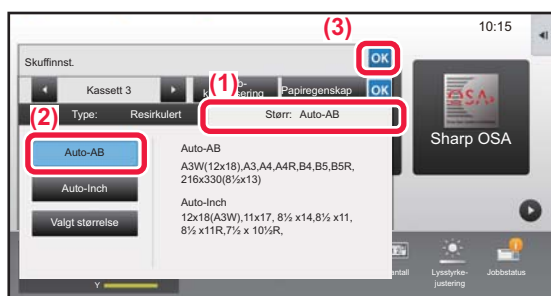 (3)
10:15
Skuffinnst.
OK
(1)
Kassett 3
Papiregenskap
OK
(2)
Type: Resirkulert
Størr: Auto-AB
Auto-AB
Auto-Inch
Valgt størrelse
Auto-AB
A3W(12x18),A3,A4,A4R,B4,B5,B5R,
216x330(8½x13)
Auto-Inch
12x18(A3W),11x17, 8½ x14,8½ x11,
8½ x11R,7½ x 10½R,
OSA
Sharp OSA
Lysstyrke-
justering
Jobbstatus
Y